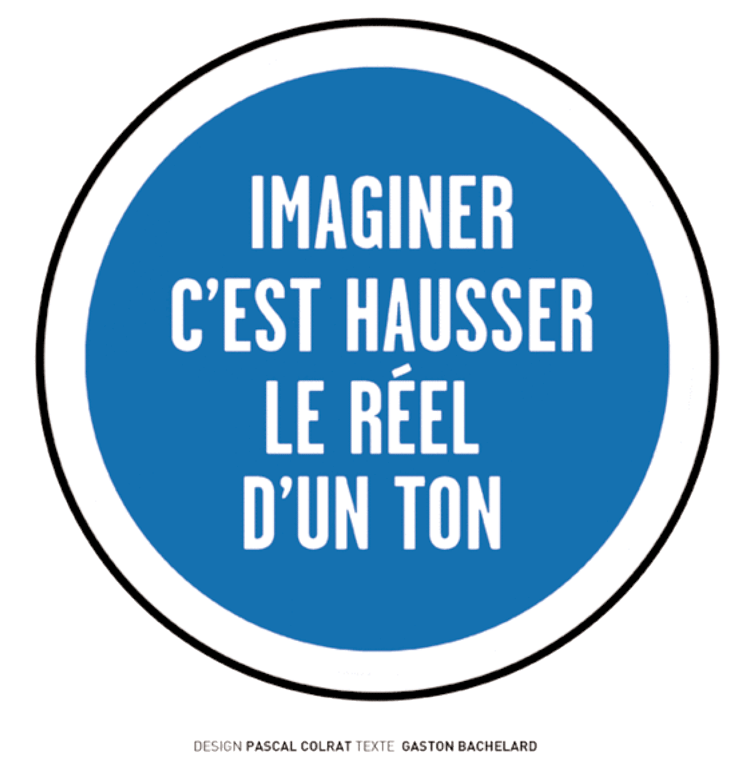 IMAGINER
C'EST HAUSSER
LE RÉEL
D'UN TON
DESIGN PASCAL COLRAT TEXTE GASTON BACHELARD